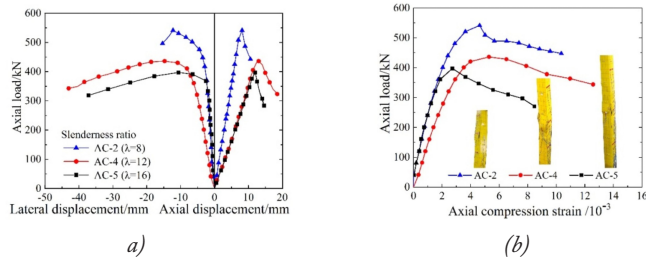 600
500
400
300
200
100
0
Axial load/kN
Slenderness ratio
AC-2 (λ=8)
AC-4 (λ=12)
AC-5 (λ=16)
-50 -40 -30 -20 -10 0 10 20
Lateral displacement/mm Axial displacement/mm
a)
600
500
400
300
200
100
0
Axial load/kN
AC-2 AC-4 AC-5
0 2 4 6 8 10 12 14 16
Axial compression strain /10⁻³
(b)